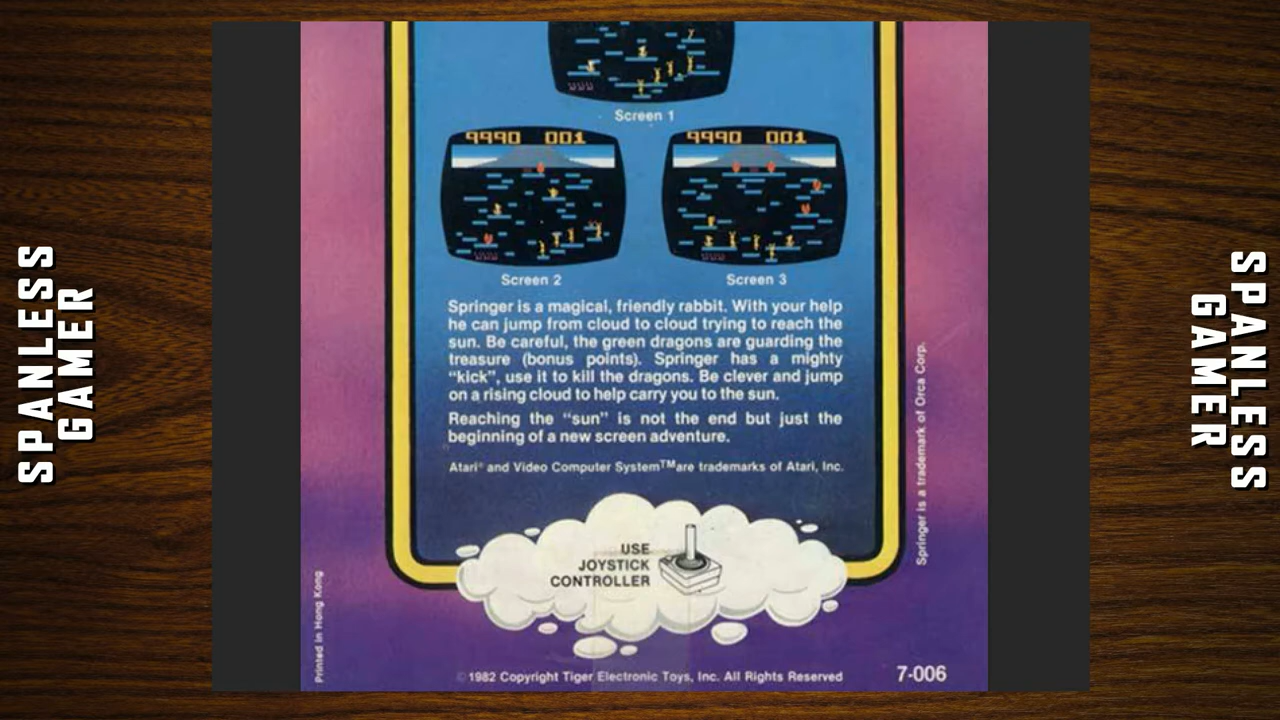 SPANLESS
GAMER
Screen 1
9990 001
9990 001
Screen 2
Screen 3
Springer is a magical, friendly rabbit. With your help
he can jump from cloud to cloud trying to reach the
sun. Be careful, the green dragons are guarding the
treasure (bonus points). Springer has a mighty
“kick”, use it to kill the dragons. Be clever and jump
on a rising cloud to help carry you to the sun.
Reaching the “sun” is not the end but just the
beginning of a new screen adventure.
Atari® and Video Computer System™ are trademarks of Atari, Inc.
USE
JOYSTICK
CONTROLLER
Springer is a trademark of Orca Corp.
Printed in Hong Kong
©1982 Copyright Tiger Electronic Toys, Inc. All Rights Reserved
7-006
SPANLESS
GAMER